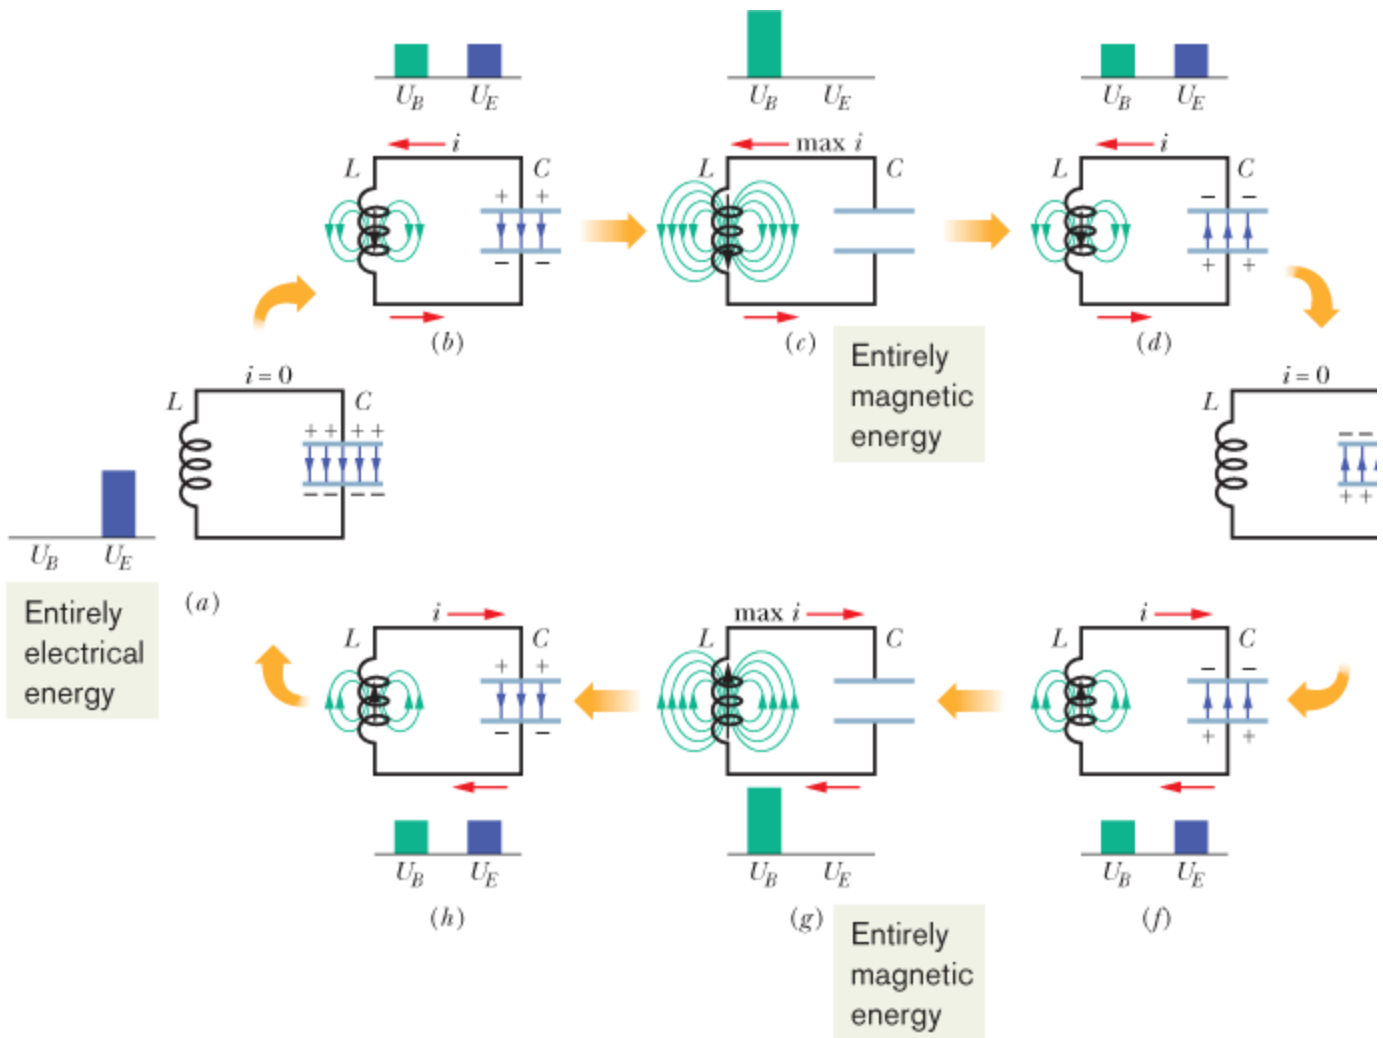 U_B U_E
i
L C
+ +
− −
(b)
U_B U_E
max i
L C
(c)
Entirely
magnetic
energy
U_B U_E
i
L C
− −
+ +
(d)
i = 0
L C
+ + + +
− − − −
U_B U_E
(a)
Entirely
electrical
energy
i = 0
L
− − −
+ +
i
L C
+ +
− −
U_B U_E
(h)
max i
L C
U_B U_E
(g)
Entirely
magnetic
energy
i
L C
− −
+ +
U_B U_E
(f)